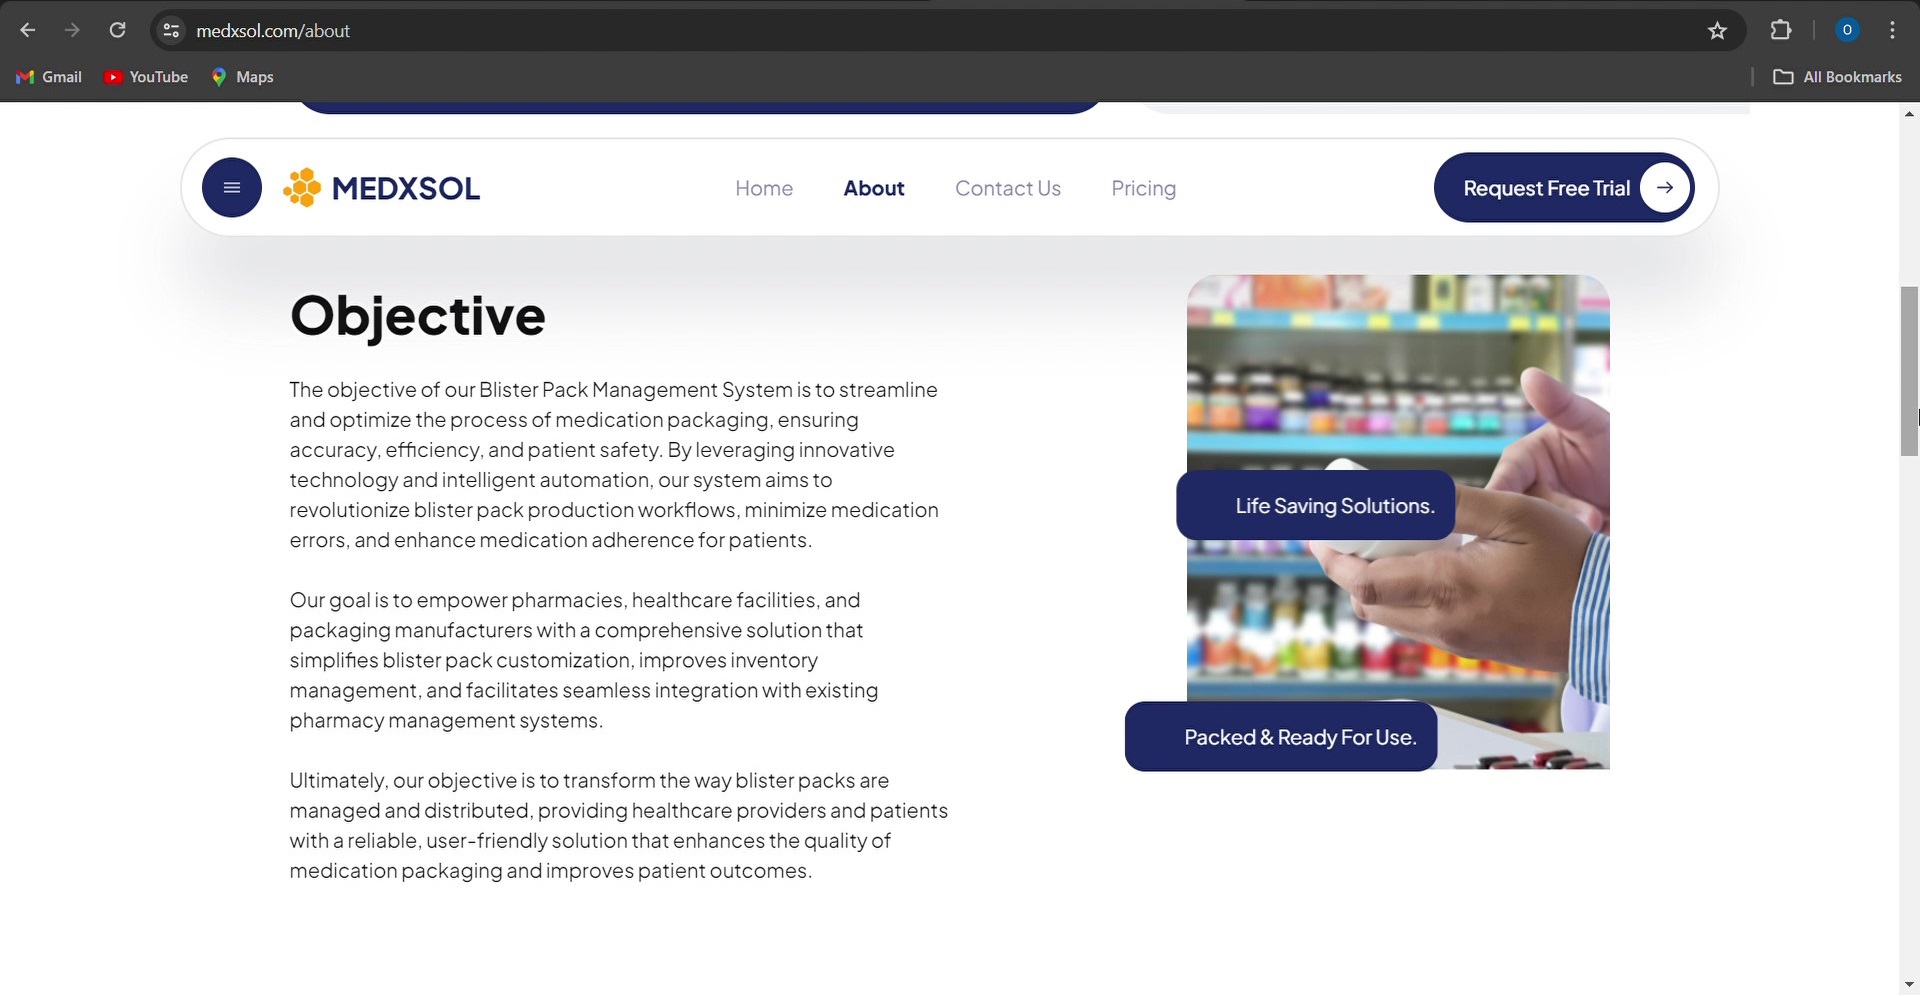 medxsol.com/about
O
Gmail YouTube Maps All Bookmarks
MEDXSOL Home About Contact Us Pricing Request Free Trial
Objective
The objective of our Blister Pack Management System is to streamline
and optimize the process of medication packaging, ensuring
accuracy, efficiency, and patient safety. By leveraging innovative
technology and intelligent automation, our system aims to
revolutionize blister pack production workflows, minimize medication
errors, and enhance medication adherence for patients.
Our goal is to empower pharmacies, healthcare facilities, and
packaging manufacturers with a comprehensive solution that
simplifies blister pack customization, improves inventory
management, and facilitates seamless integration with existing
pharmacy management systems.
Ultimately, our objective is to transform the way blister packs are
managed and distributed, providing healthcare providers and patients
with a reliable, user-friendly solution that enhances the quality of
medication packaging and improves patient outcomes.
Life Saving Solutions.
Packed & Ready For Use.